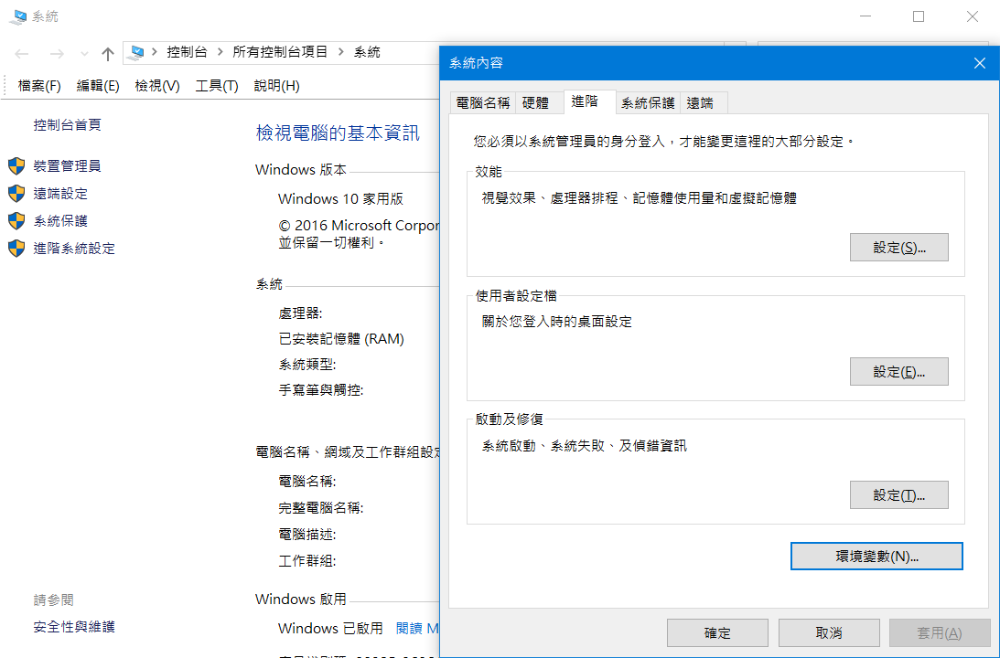 系統
控制台 > 所有控制台項目 > 系統
檔案(F) 編輯(E) 檢視(V) 工具(T) 說明(H)
控制台首頁
裝置管理員
遠端設定
系統保護
進階系統設定
請參閱
安全性與維護
檢視電腦的基本資訊
Windows 版本
Windows 10 家用版
© 2016 Microsoft Corpor
並保留一切權利。
系統
處理器:
已安裝記憶體 (RAM)
系統類型:
手寫筆與觸控:
電腦名稱、網域及工作群組設定
電腦名稱:
完整電腦名稱:
電腦描述:
工作群組:
Windows 啟用
Windows 已啟用 閱讀 M
系統內容
電腦名稱 硬體 進階 系統保護 遠端
您必須以系統管理員的身分登入，才能變更這裡的大部分設定。
效能
視覺效果、處理器排程、記憶體使用量和虛擬記憶體
設定(S)...
使用者設定檔
關於您登入時的桌面設定
設定(E)...
啟動及修復
系統啟動、系統失敗、及偵錯資訊
設定(T)...
環境變數(N)...
確定 取消 套用(A)